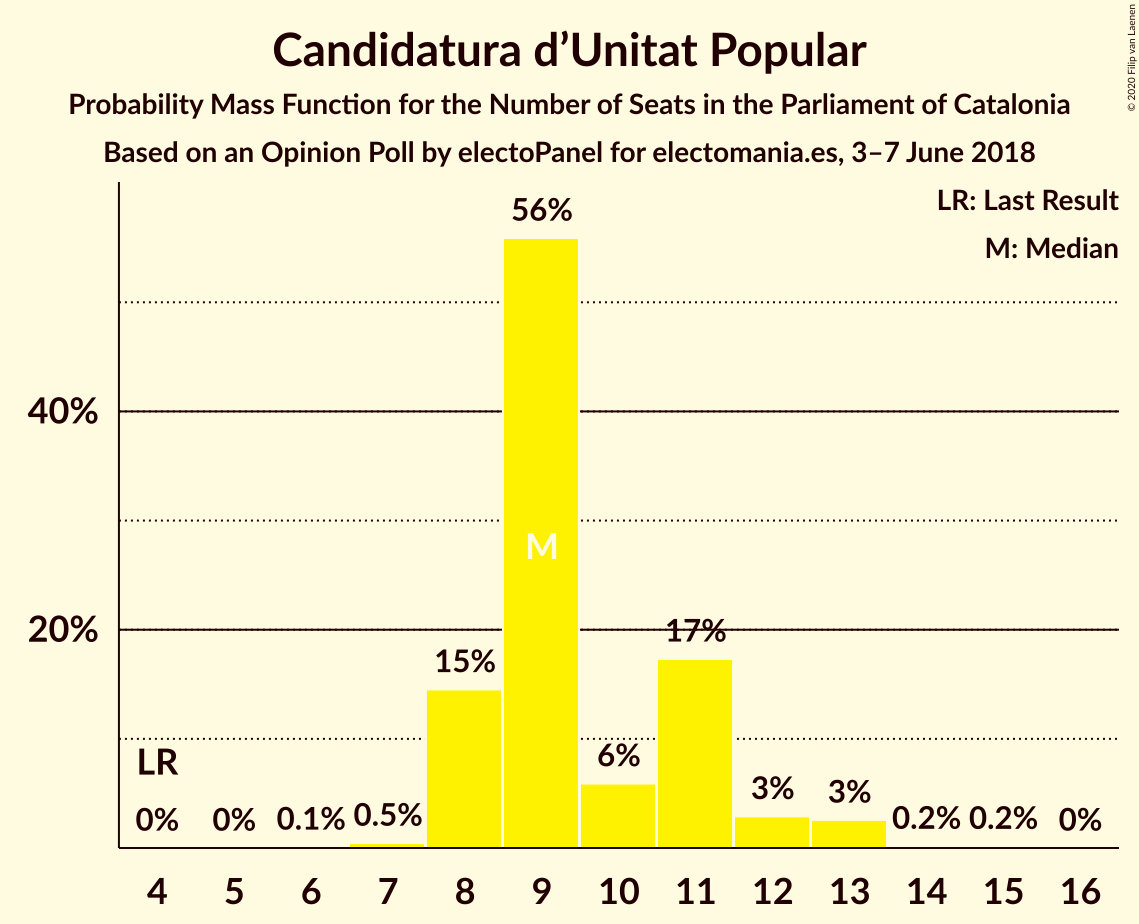 Candidatura d’Unitat Popular
Probability Mass Function for the Number of Seats in the Parliament of Catalonia
Based on an Opinion Poll by electoPanel for electomania.es, 3–7 June 2018
© 2020 Filip van Laenen
LR: Last Result
M: Median
56%
40%
M
20%
17%
15%
LR
6%
3%
3%
0%
0%
0.1%
0.5%
0.2%
0.2%
0%
4 5 6 7 8 9 10 11 12 13 14 15 16